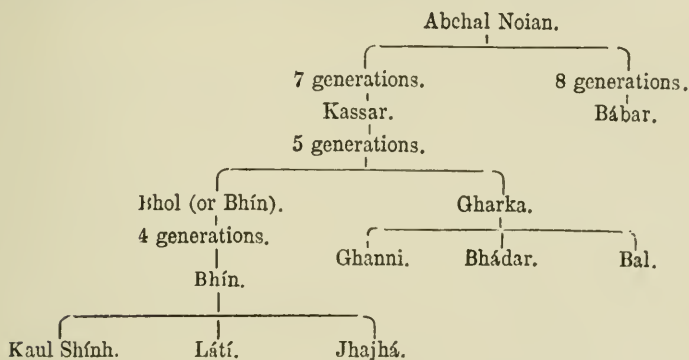 Abchal Noian.
7 generations. 8 generations.
Kassar. Bábar.
5 generations.
Bhol (or Bhín). Gharka.
4 generations.
Ghanni. Bhádar. Bal.
Bhín.
Kaul Shính. Látí. Jhajhá.